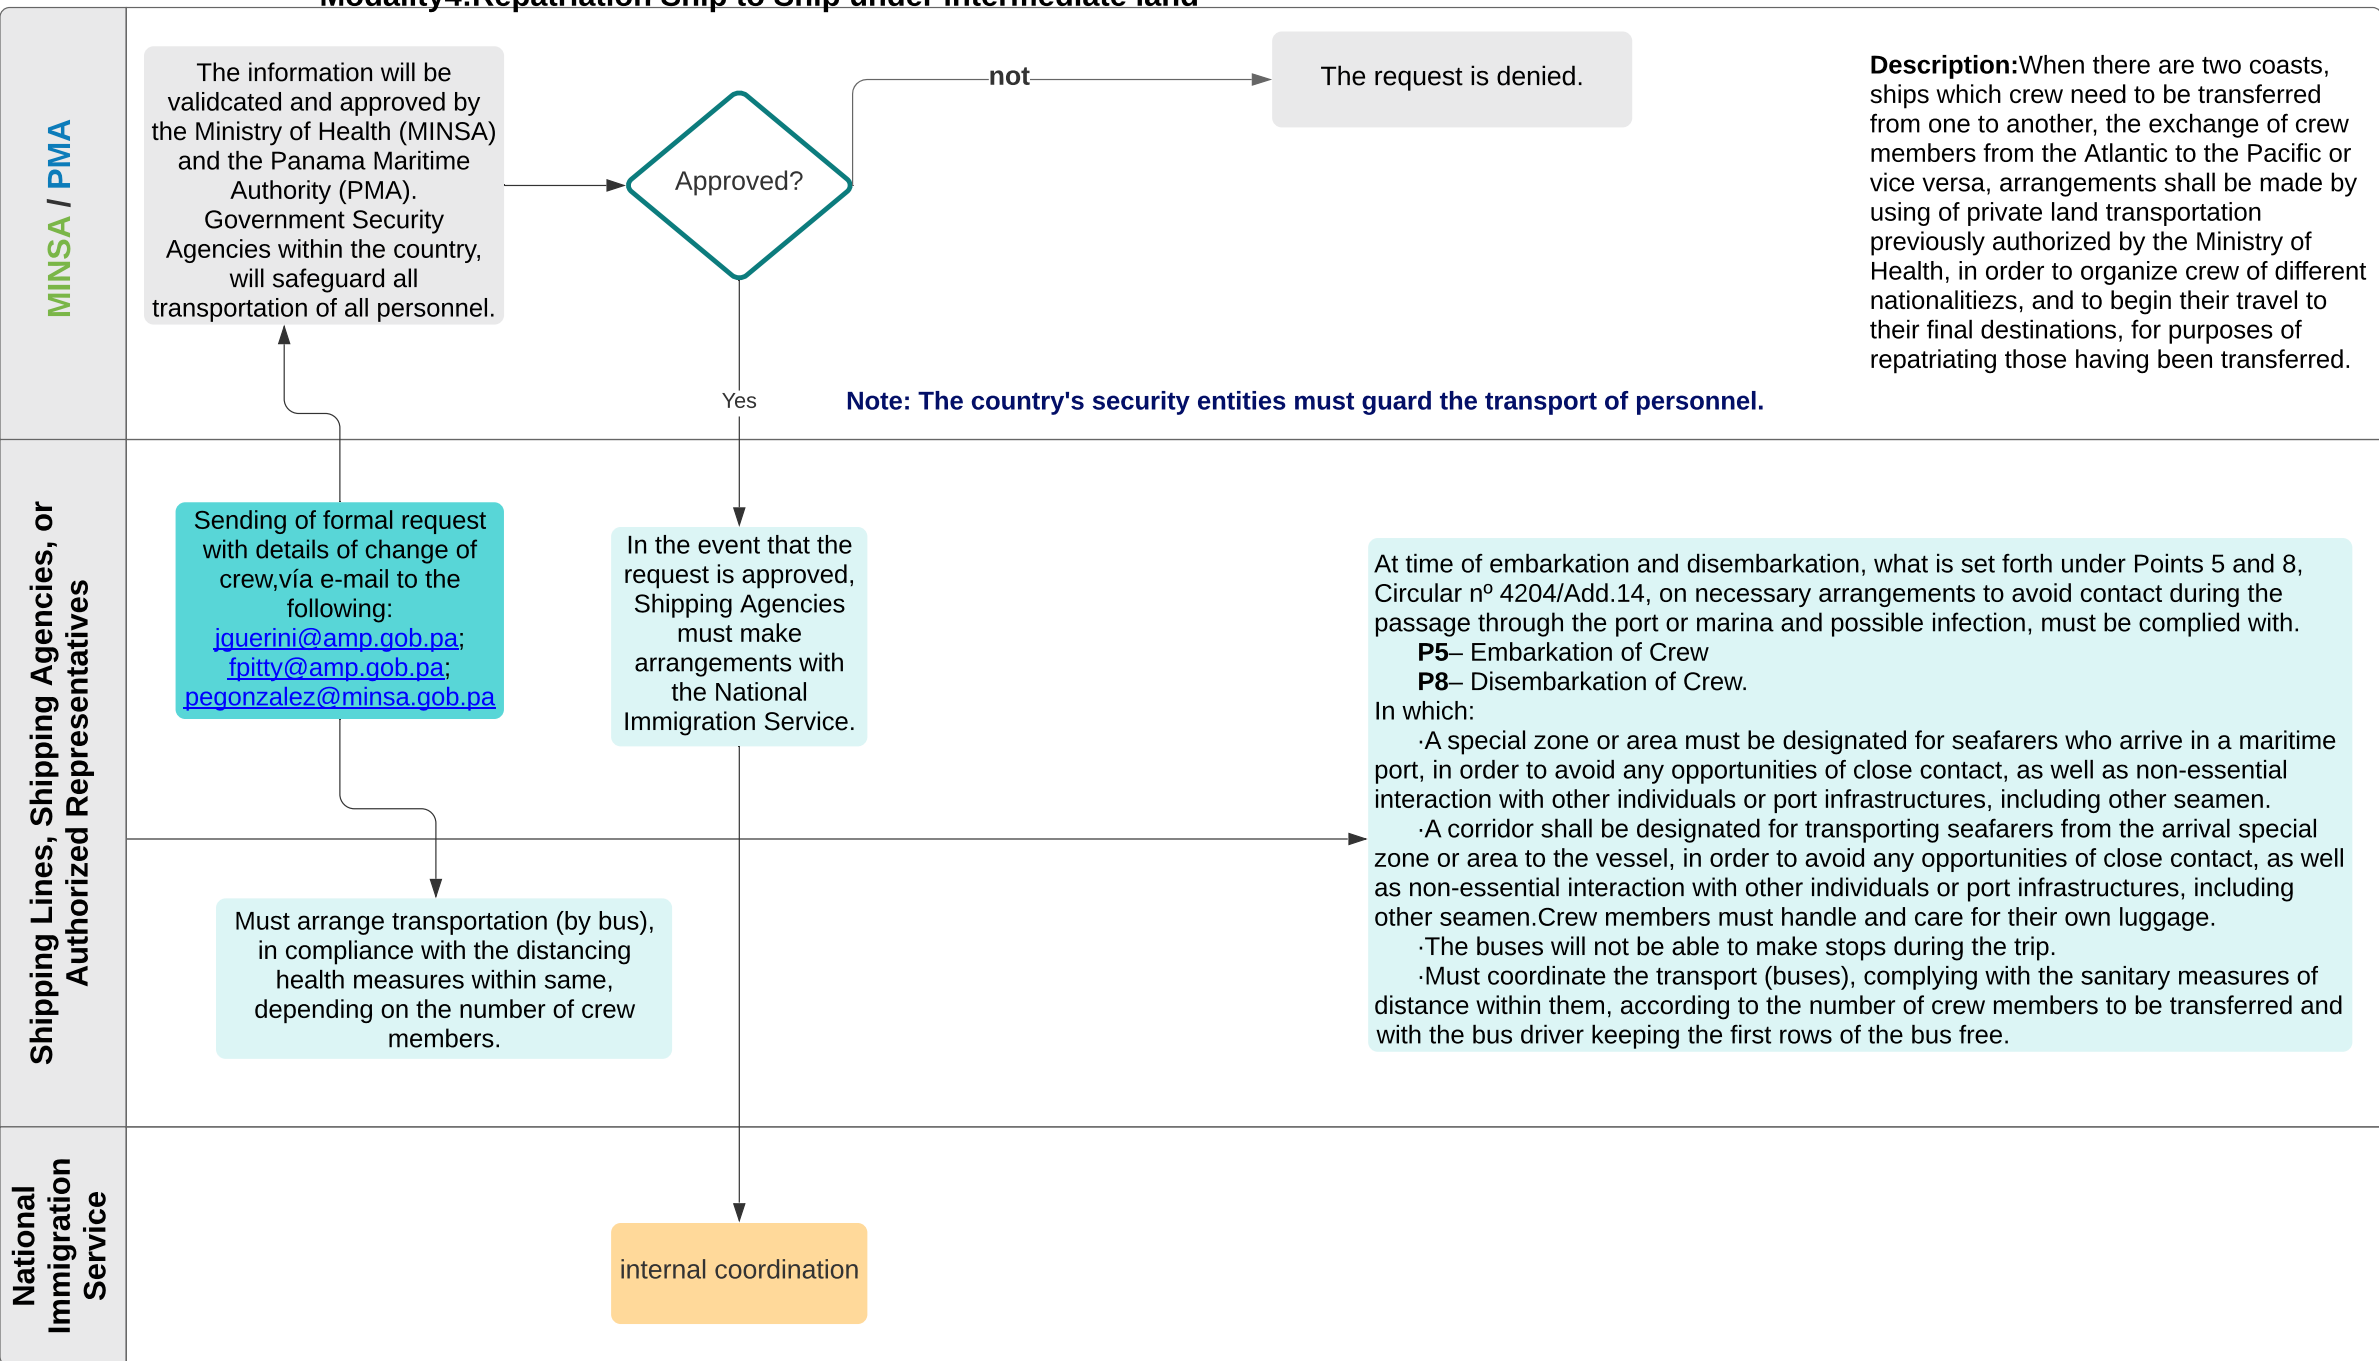 Modality4:Repatriation Ship to Ship under intermediate land
MINSA / PMA
The information will be
validcated and approved by
the Ministry of Health (MINSA)
and the Panama Maritime
Authority (PMA).
Government Security
Agencies within the country,
will safeguard all
transportation of all personnel.
Approved?
not
The request is denied.
Description:When there are two coasts,
ships which crew need to be transferred
from one to another, the exchange of crew
members from the Atlantic to the Pacific or
vice versa, arrangements shall be made by
using of private land transportation
previously authorized by the Ministry of
Health, in order to organize crew of different
nationalitiezs, and to begin their travel to
their final destinations, for purposes of
repatriating those having been transferred.
Yes
Note: The country's security entities must guard the transport of personnel.
Shipping Lines, Shipping Agencies, or
Authorized Representatives
Sending of formal request
with details of change of
crew,vía e-mail to the
following:
jguerini@amp.gob.pa;
fpitty@amp.gob.pa;
pegonzalez@minsa.gob.pa
In the event that the
request is approved,
Shipping Agencies
must make
arrangements with
the National
Immigration Service.
Must arrange transportation (by bus),
in compliance with the distancing
health measures within same,
depending on the number of crew
members.
At time of embarkation and disembarkation, what is set forth under Points 5 and 8,
Circular nº 4204/Add.14, on necessary arrangements to avoid contact during the
passage through the port or marina and possible infection, must be complied with.
P5– Embarkation of Crew
P8– Disembarkation of Crew.
In which:
·A special zone or area must be designated for seafarers who arrive in a maritime
port, in order to avoid any opportunities of close contact, as well as non-essential
interaction with other individuals or port infrastructures, including other seamen.
·A corridor shall be designated for transporting seafarers from the arrival special
zone or area to the vessel, in order to avoid any opportunities of close contact, as well
as non-essential interaction with other individuals or port infrastructures, including
other seamen.Crew members must handle and care for their own luggage.
·The buses will not be able to make stops during the trip.
·Must coordinate the transport (buses), complying with the sanitary measures of
distance within them, according to the number of crew members to be transferred and
with the bus driver keeping the first rows of the bus free.
National
Immigration
Service
internal coordination